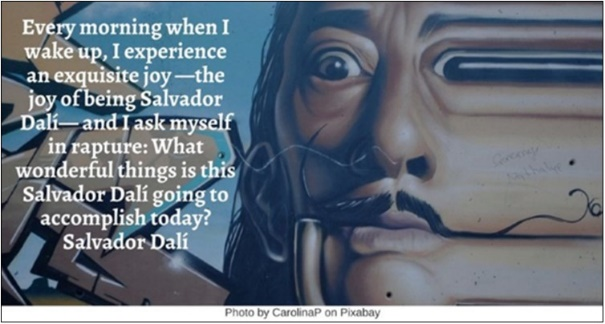 Every morning when I
wake up, I experience
an exquisite joy —the
joy of being Salvador
Dalí— and I ask myself
in rapture: What
wonderful things is this
Salvador Dalí going to
accomplish today?
Salvador Dalí
Photo by CarolinaP on Pixabay